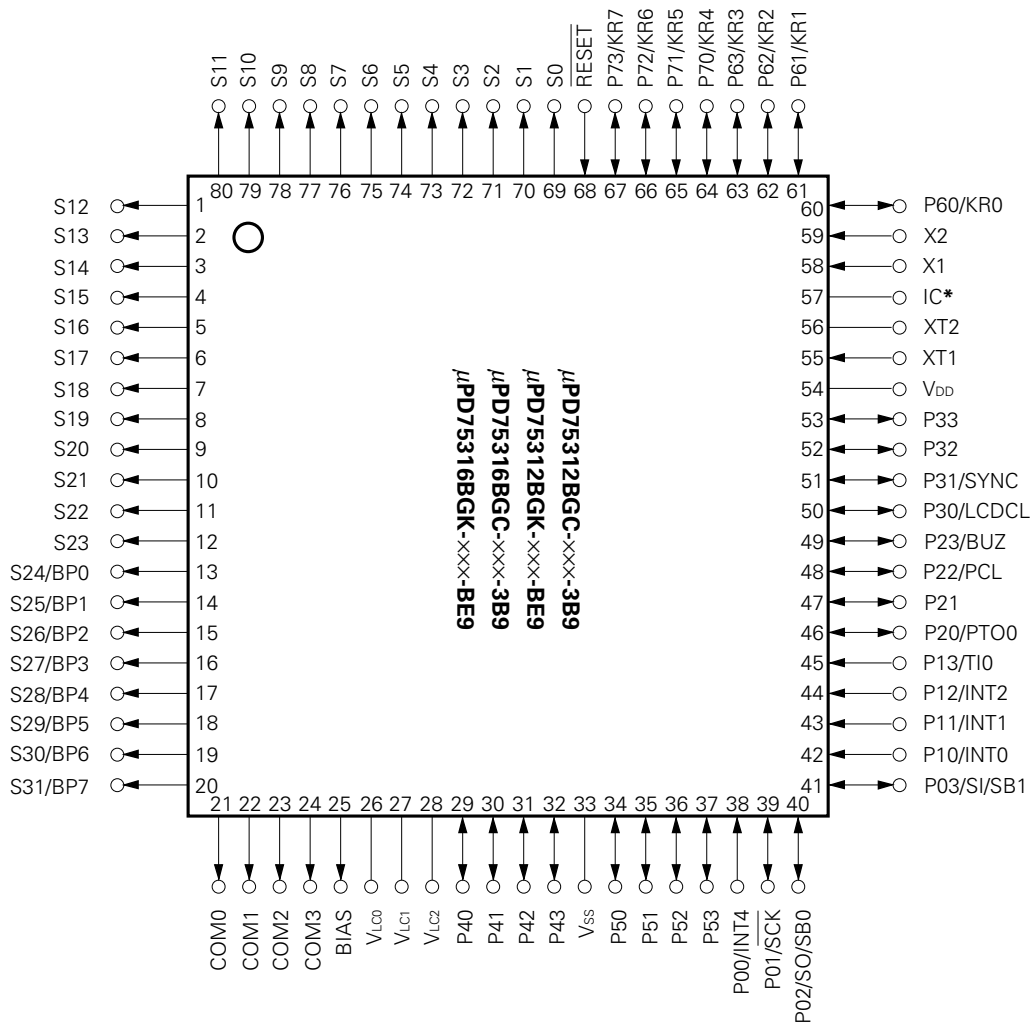 S11
S10
S9
S8
S7
S6
S5
S4
S3
S2
S1
S0
RESET
P73/KR7
P72/KR6
P71/KR5
P70/KR4
P63/KR3
P62/KR2
P61/KR1
80 79 78 77 76 75 74 73 72 71 70 69 68 67 66 65 64 63 62 61
S12 1
S13 2
S14 3
S15 4
S16 5
S17 6
S18 7
S19 8
S20 9
S21 10
S22 11
S23 12
S24/BP0 13
S25/BP1 14
S26/BP2 15
S27/BP3 16
S28/BP4 17
S29/BP5 18
S30/BP6 19
S31/BP7 20
μPD75312BGC-×××-3B9
μPD75312BGK-×××-BE9
μPD75316BGC-×××-3B9
μPD75316BGK-×××-BE9
60 P60/KR0
59 X2
58 X1
57 IC*
56 XT2
55 XT1
54 VDD
53 P33
52 P32
51 P31/SYNC
50 P30/LCDCL
49 P23/BUZ
48 P22/PCL
47 P21
46 P20/PTO0
45 P13/TI0
44 P12/INT2
43 P11/INT1
42 P10/INT0
41 P03/SI/SB1
21 22 23 24 25 26 27 28 29 30 31 32 33 34 35 36 37 38 39 40
COM0
COM1
COM2
COM3
BIAS
VLC0
VLC1
VLC2
P40
P41
P42
P43
VSS
P50
P51
P52
P53
P00/INT4
P01/SCK
P02/SO/SB0